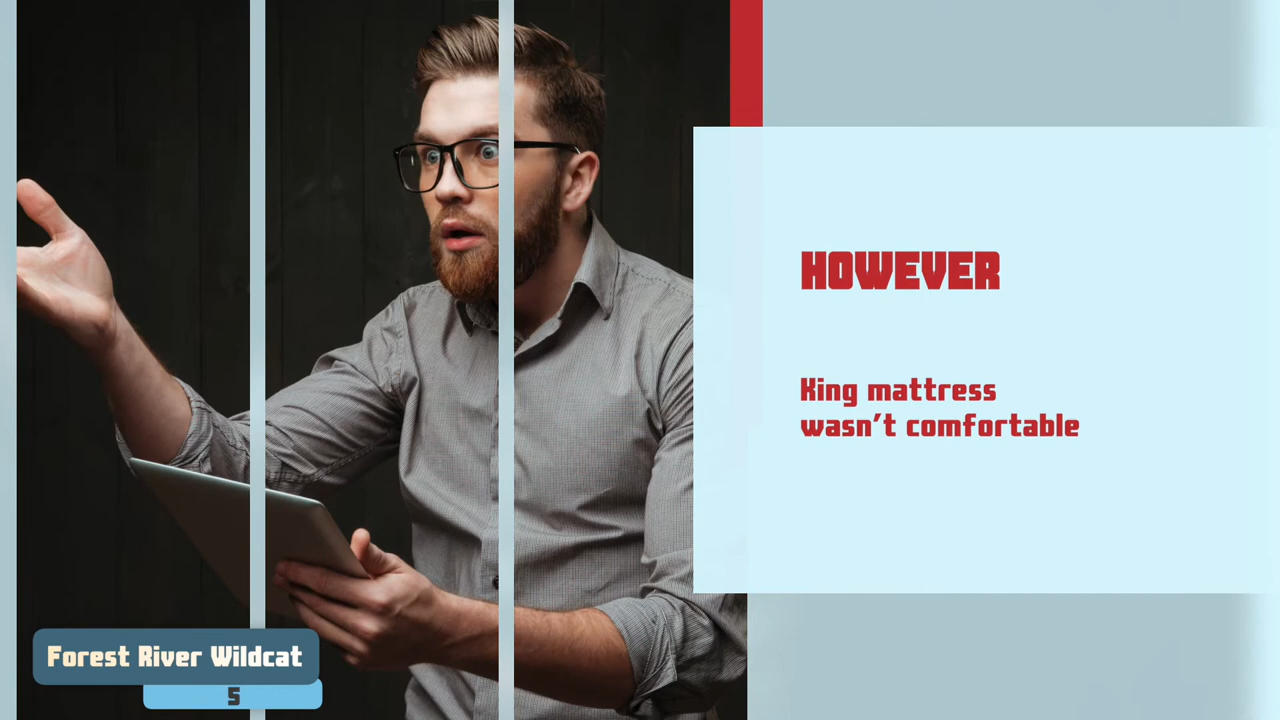 HOWEVER
King mattress
wasn't comfortable
Forest River Wildcat
5